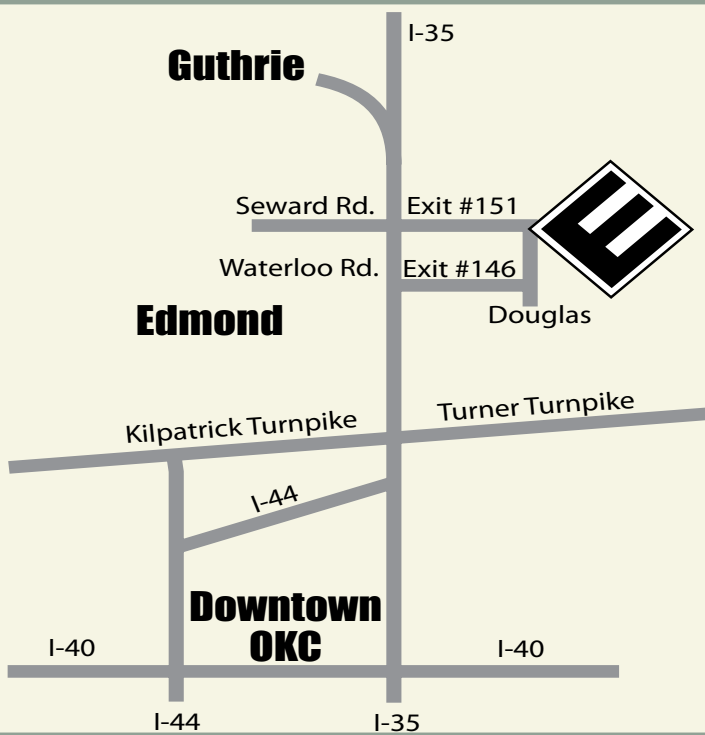 I-35
Guthrie
Seward Rd.
Exit #151
E
Waterloo Rd.
Exit #146
Douglas
Edmond
Kilpatrick Turnpike
Turner Turnpike
I-44
Downtown
OKC
I-40
I-40
I-44
I-35